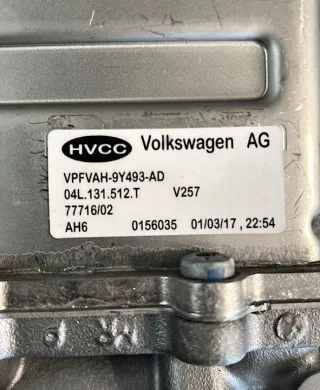 HVCC Volkswagen AG
VPFVAH-9Y493-AD
04L.131.512.T V257
77716/02
AH6 0156035 01/03/17 , 22:54